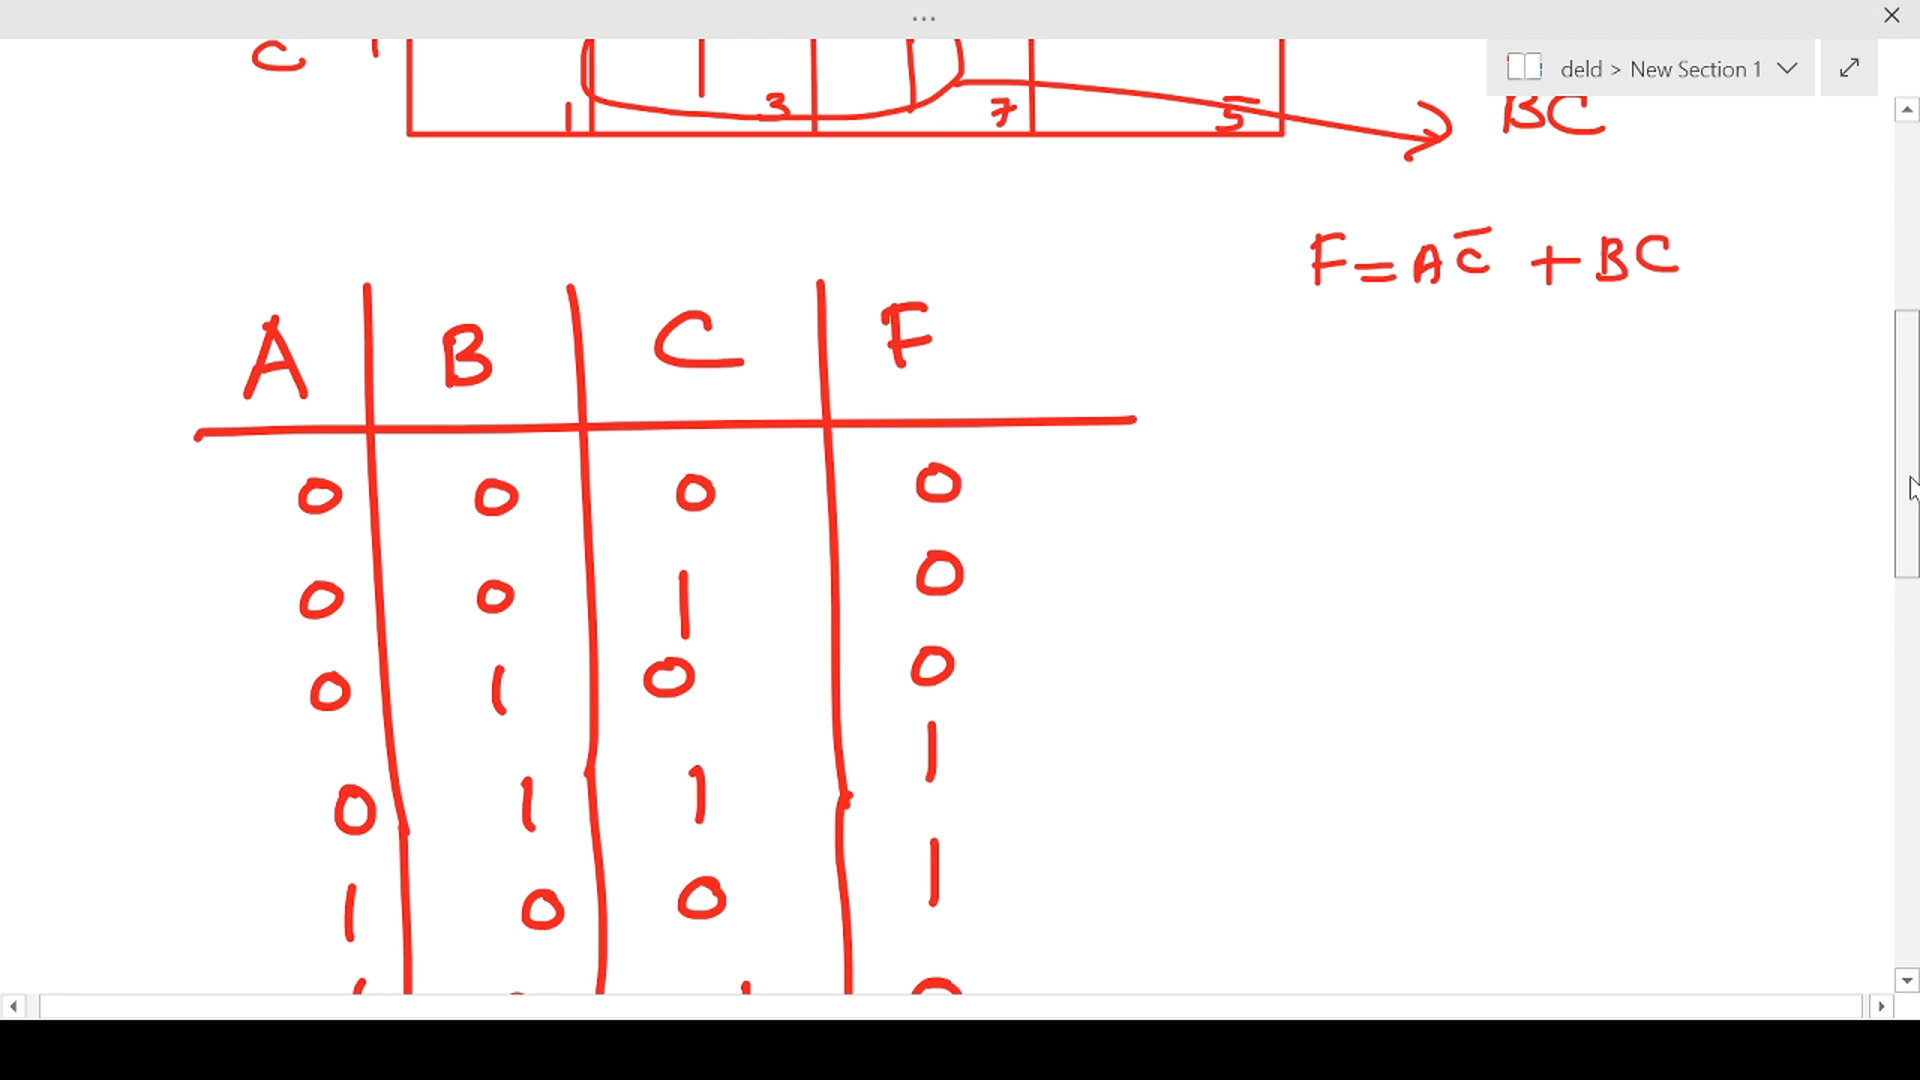 deld > New Section 1
C
1 3 7 5
BC
F = AC̅ + BC
A B C F
0 0 0 0
0 0 1 0
0 1 0 0
0 1 1 1
1 0 0 1